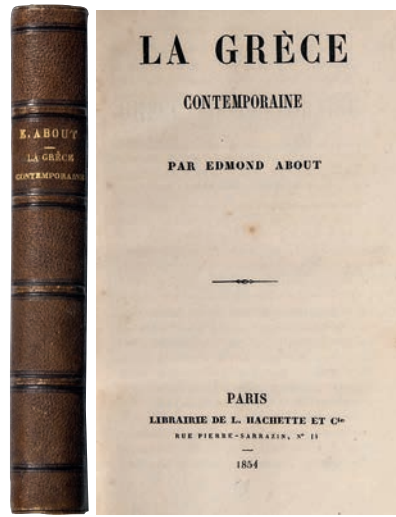 E. ABOUT
LA GRÈCE
CONTEMPORAINE
LA GRÈCE
CONTEMPORAINE
PAR EDMOND ABOUT
PARIS
LIBRAIRIE DE L. HACHETTE ET Cie
RUE PIERRE-SARRAZIN, N° 14
1854